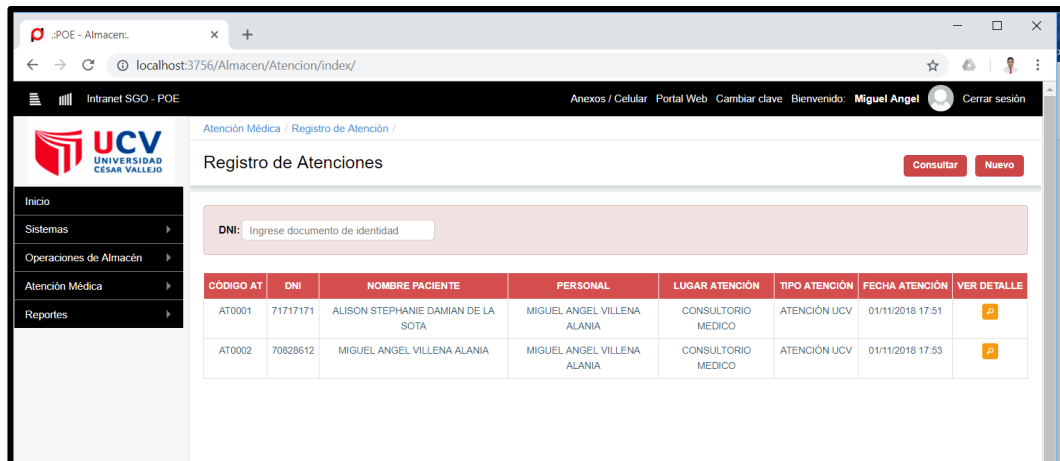 .:POE - Almacen:.
localhost:3756/Almacen/Atencion/index/
Intranet SGO - POE Anexos / Celular Portal Web Cambiar clave Bienvenido: Miguel Angel Cerrar sesión
UCV
UNIVERSIDAD
CÉSAR VALLEJO
Atención Médica / Registro de Atención /
Registro de Atenciones Consultar Nuevo
Inicio
Sistemas
Operaciones de Almacén
Atención Médica
Reportes
DNI: Ingrese documento de identidad
CÓDIGO AT DNI NOMBRE PACIENTE PERSONAL LUGAR ATENCIÓN TIPO ATENCIÓN FECHA ATENCIÓN VER DETALLE
AT0001 71717171 ALISON STEPHANIE DAMIAN DE LA MIGUEL ANGEL VILLENA CONSULTORIO ATENCIÓN UCV 01/11/2018 17:51
SOTA ALANIA MEDICO
AT0002 70828612 MIGUEL ANGEL VILLENA ALANIA MIGUEL ANGEL VILLENA CONSULTORIO ATENCIÓN UCV 01/11/2018 17:53
ALANIA MEDICO